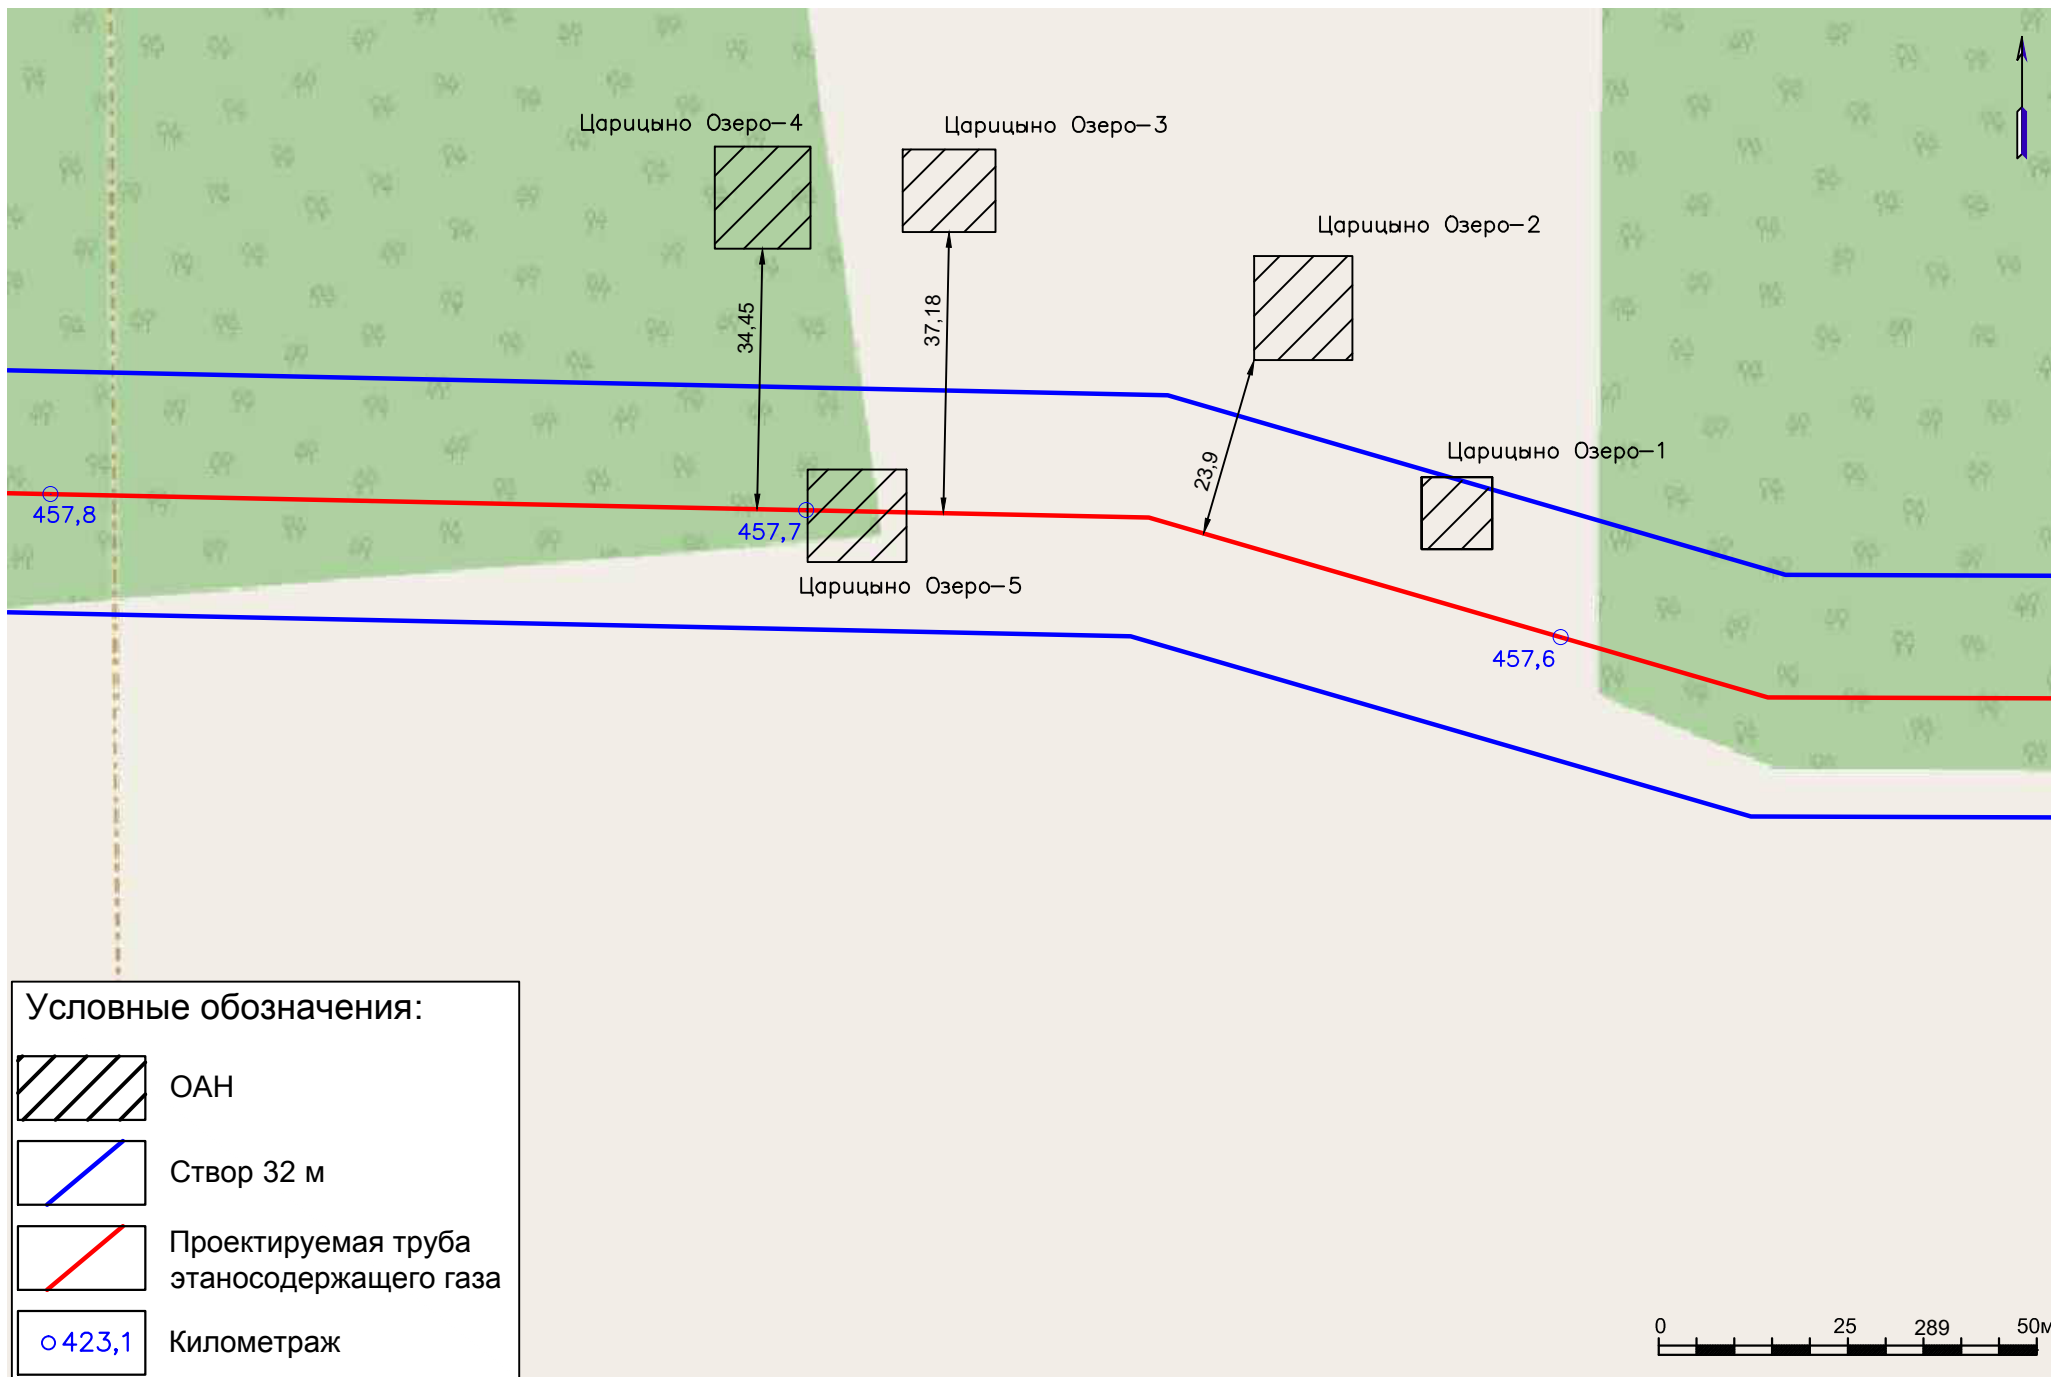 Царицыно Озеро-4
Царицыно Озеро-3
Царицыно Озеро-2
34,45
37,18
23,9
Царицыно Озеро-1
457,8
457,7
Царицыно Озеро-5
457,6
Условные обозначения:
ОАН
Створ 32 м
Проектируемая труба
этаносодержащего газа
423,1 Километраж
0 25 289 50м